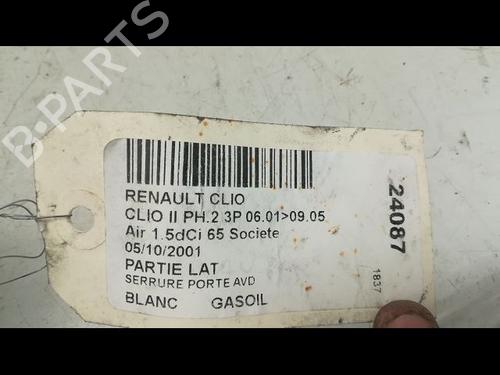 RENAULT CLIO
CLIO II PH.2 3P 06.01>09.05
Air 1.5dCi 65 Societe
05/10/2001
PARTIE LAT
SERRURE PORTE AVD
BLANC GASOIL
24087
1837
B-PARTS